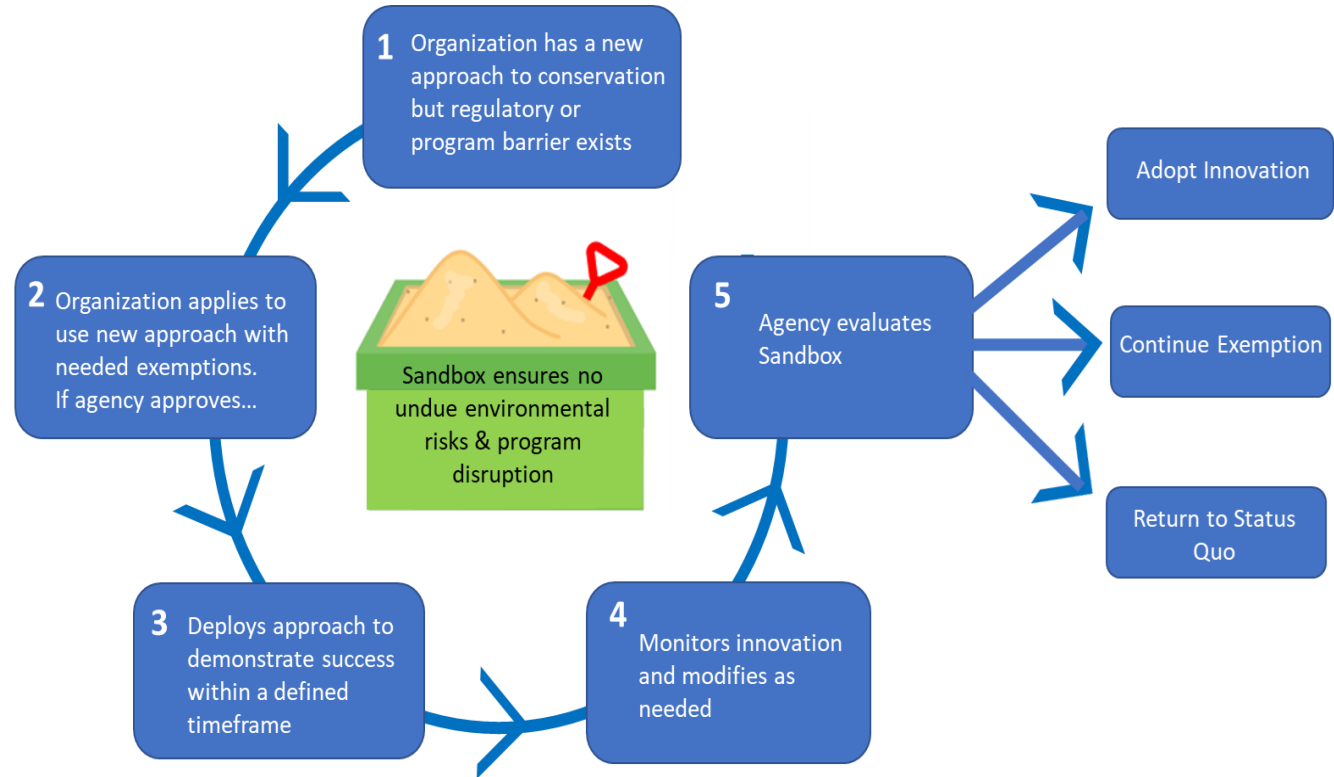 1
Organization has a new
approach to conservation
but regulatory or
program barrier exists
2
Organization applies to
use new approach with
needed exemptions.
If agency approves…
3
Deploys approach to
demonstrate success
within a defined
timeframe
4
Monitors innovation
and modifies as
needed
5
Agency evaluates
Sandbox
Sandbox ensures no
undue environmental
risks & program
disruption
Adopt Innovation
Continue Exemption
Return to Status
Quo